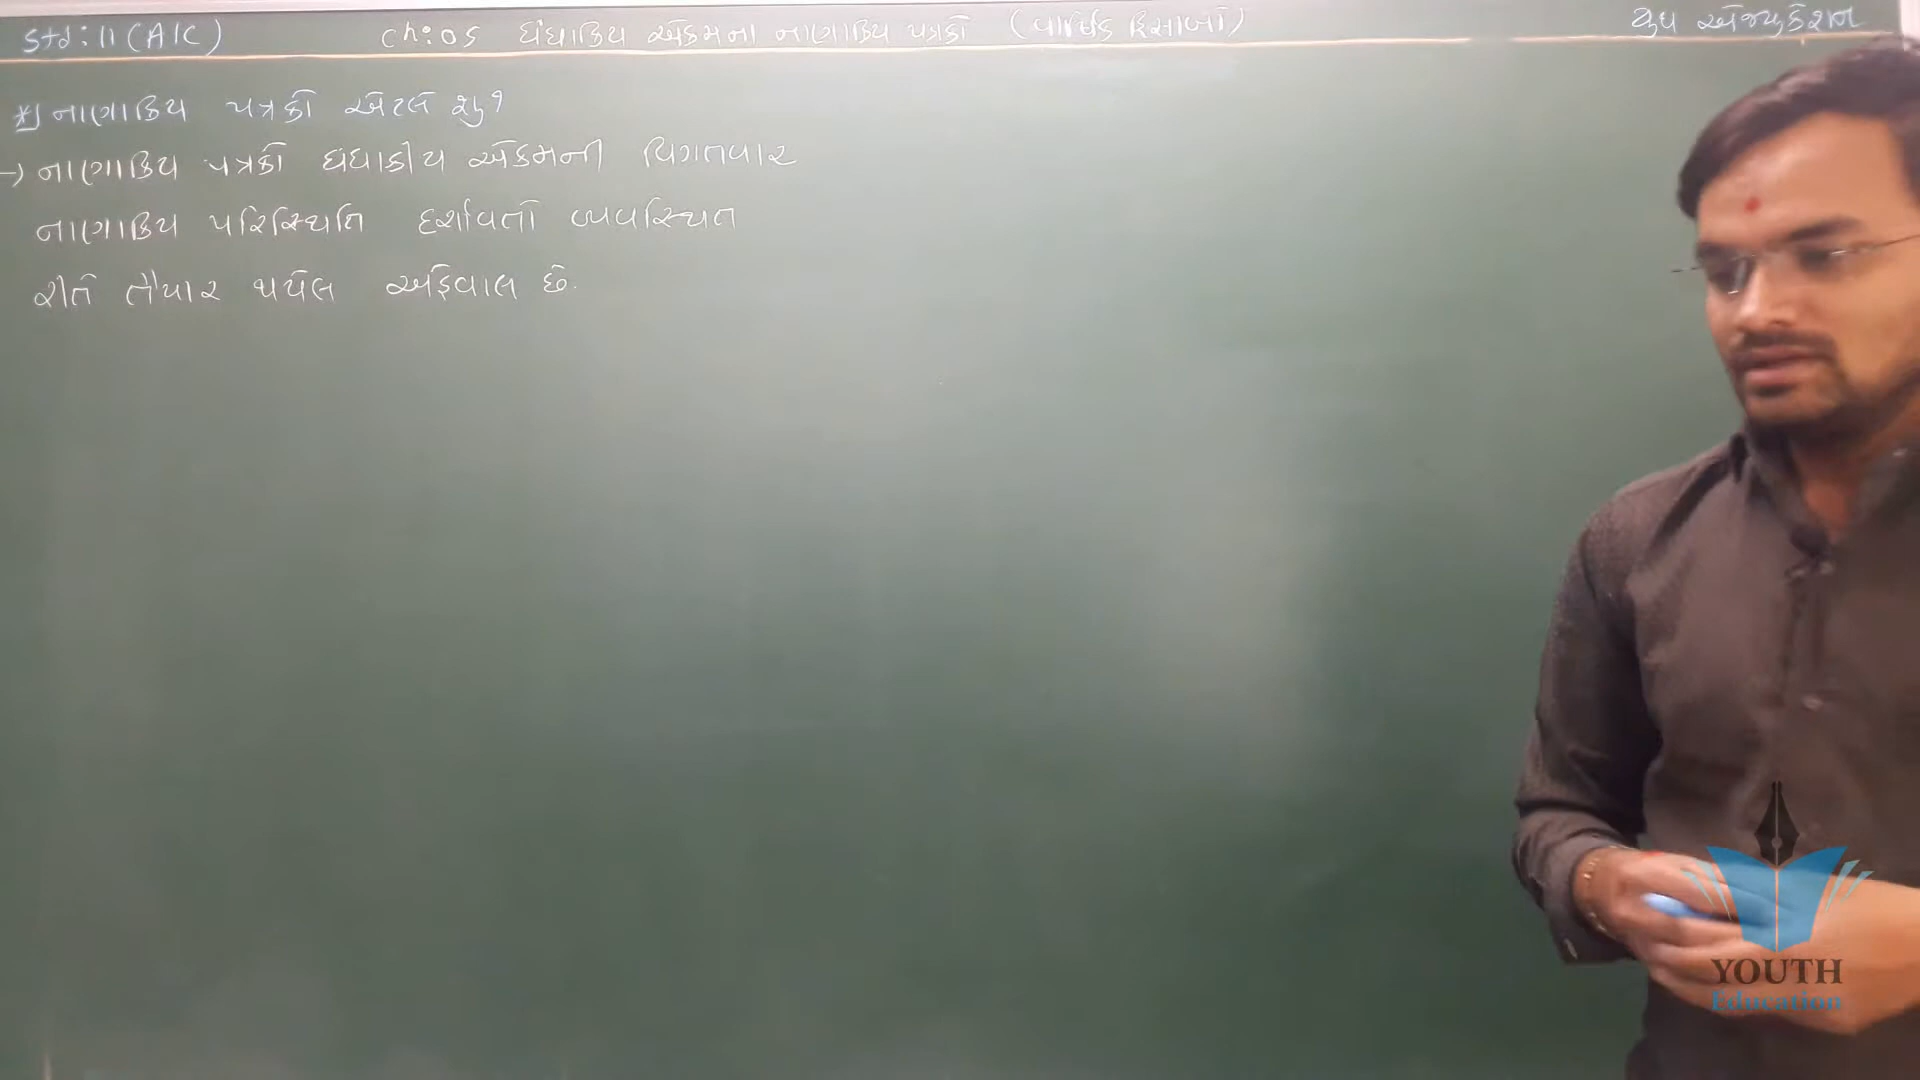 Std : 11 (A/C) ch: 05 ધંધાકિય એકમના નાણાકિય પત્રકો (વાર્ષિક હિસાબો) યુથ એજ્યુકેશન
* નાણાકિય પત્રકો એટલે શું?
→ નાણાકિય પત્રકો ધંધાકીય એકમની વિગતવાર
નાણાકિય પરિસ્થિતિ દર્શાવતો વ્યવસ્થિત
રીતે તૈયાર થયેલ અહેવાલ છે.
YOUTH
Education